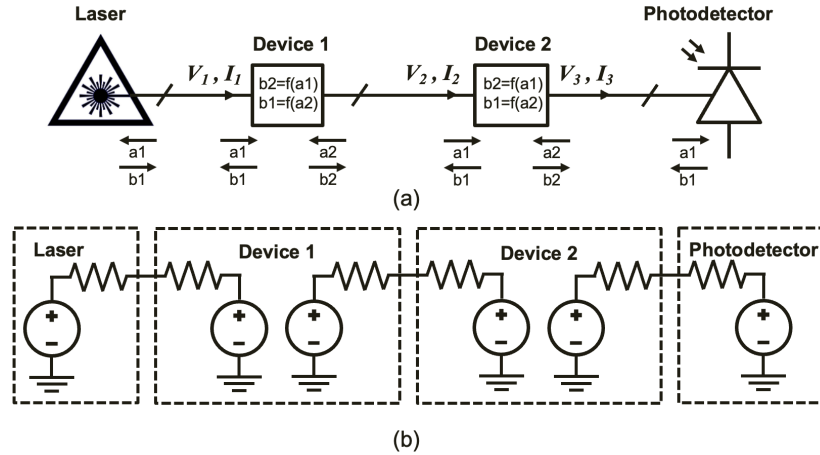 Laser
Photodetector
Device 1
Device 2
V1, I1
V2, I2
V3, I3
b2=f(a1)
b1=f(a2)
b2=f(a1)
b1=f(a2)
a1
a1
a2
a1
a2
a1
b1
b1
b2
b1
b2
b1
(a)
Laser
Device 1
Device 2
Photodetector
+
+
+
+
+
+
−
−
−
−
−
−
(b)